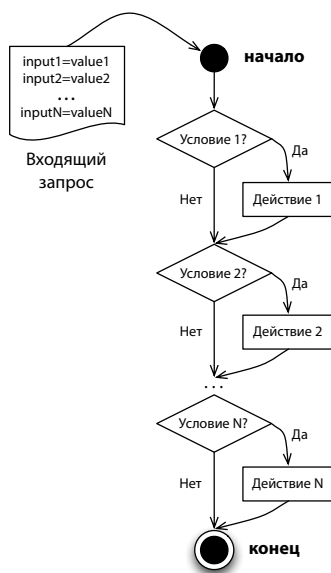 input1=value1
input2=value2
...
inputN=valueN
Входящий
запрос
начало
Условие 1?
Да
Нет
Действие 1
Условие 2?
Да
Нет
Действие 2
...
Условие N?
Да
Нет
Действие N
конец